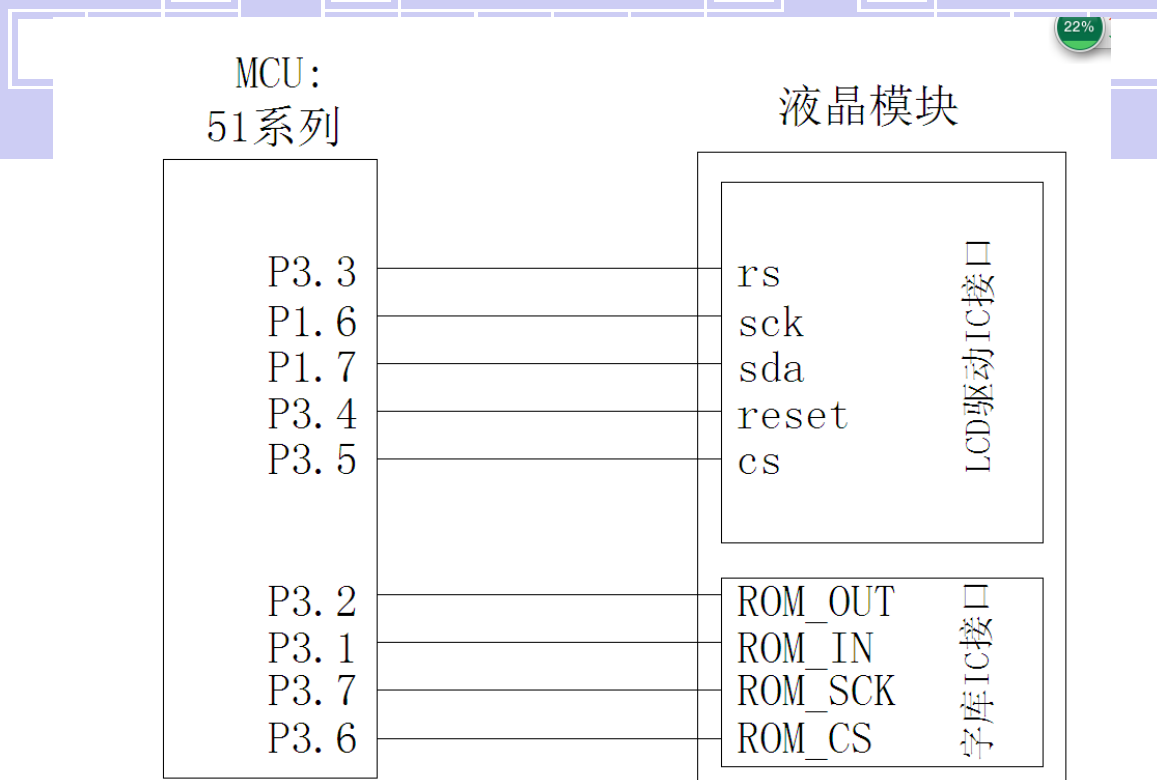 22%
MCU:
51系列
液晶模块
P3.3
rs
P1.6
sck
P1.7
sda
P3.4
reset
P3.5
cs
LCD驱动IC接口
P3.2
ROM_OUT
P3.1
ROM_IN
P3.7
ROM_SCK
P3.6
ROM_CS
字库IC接口